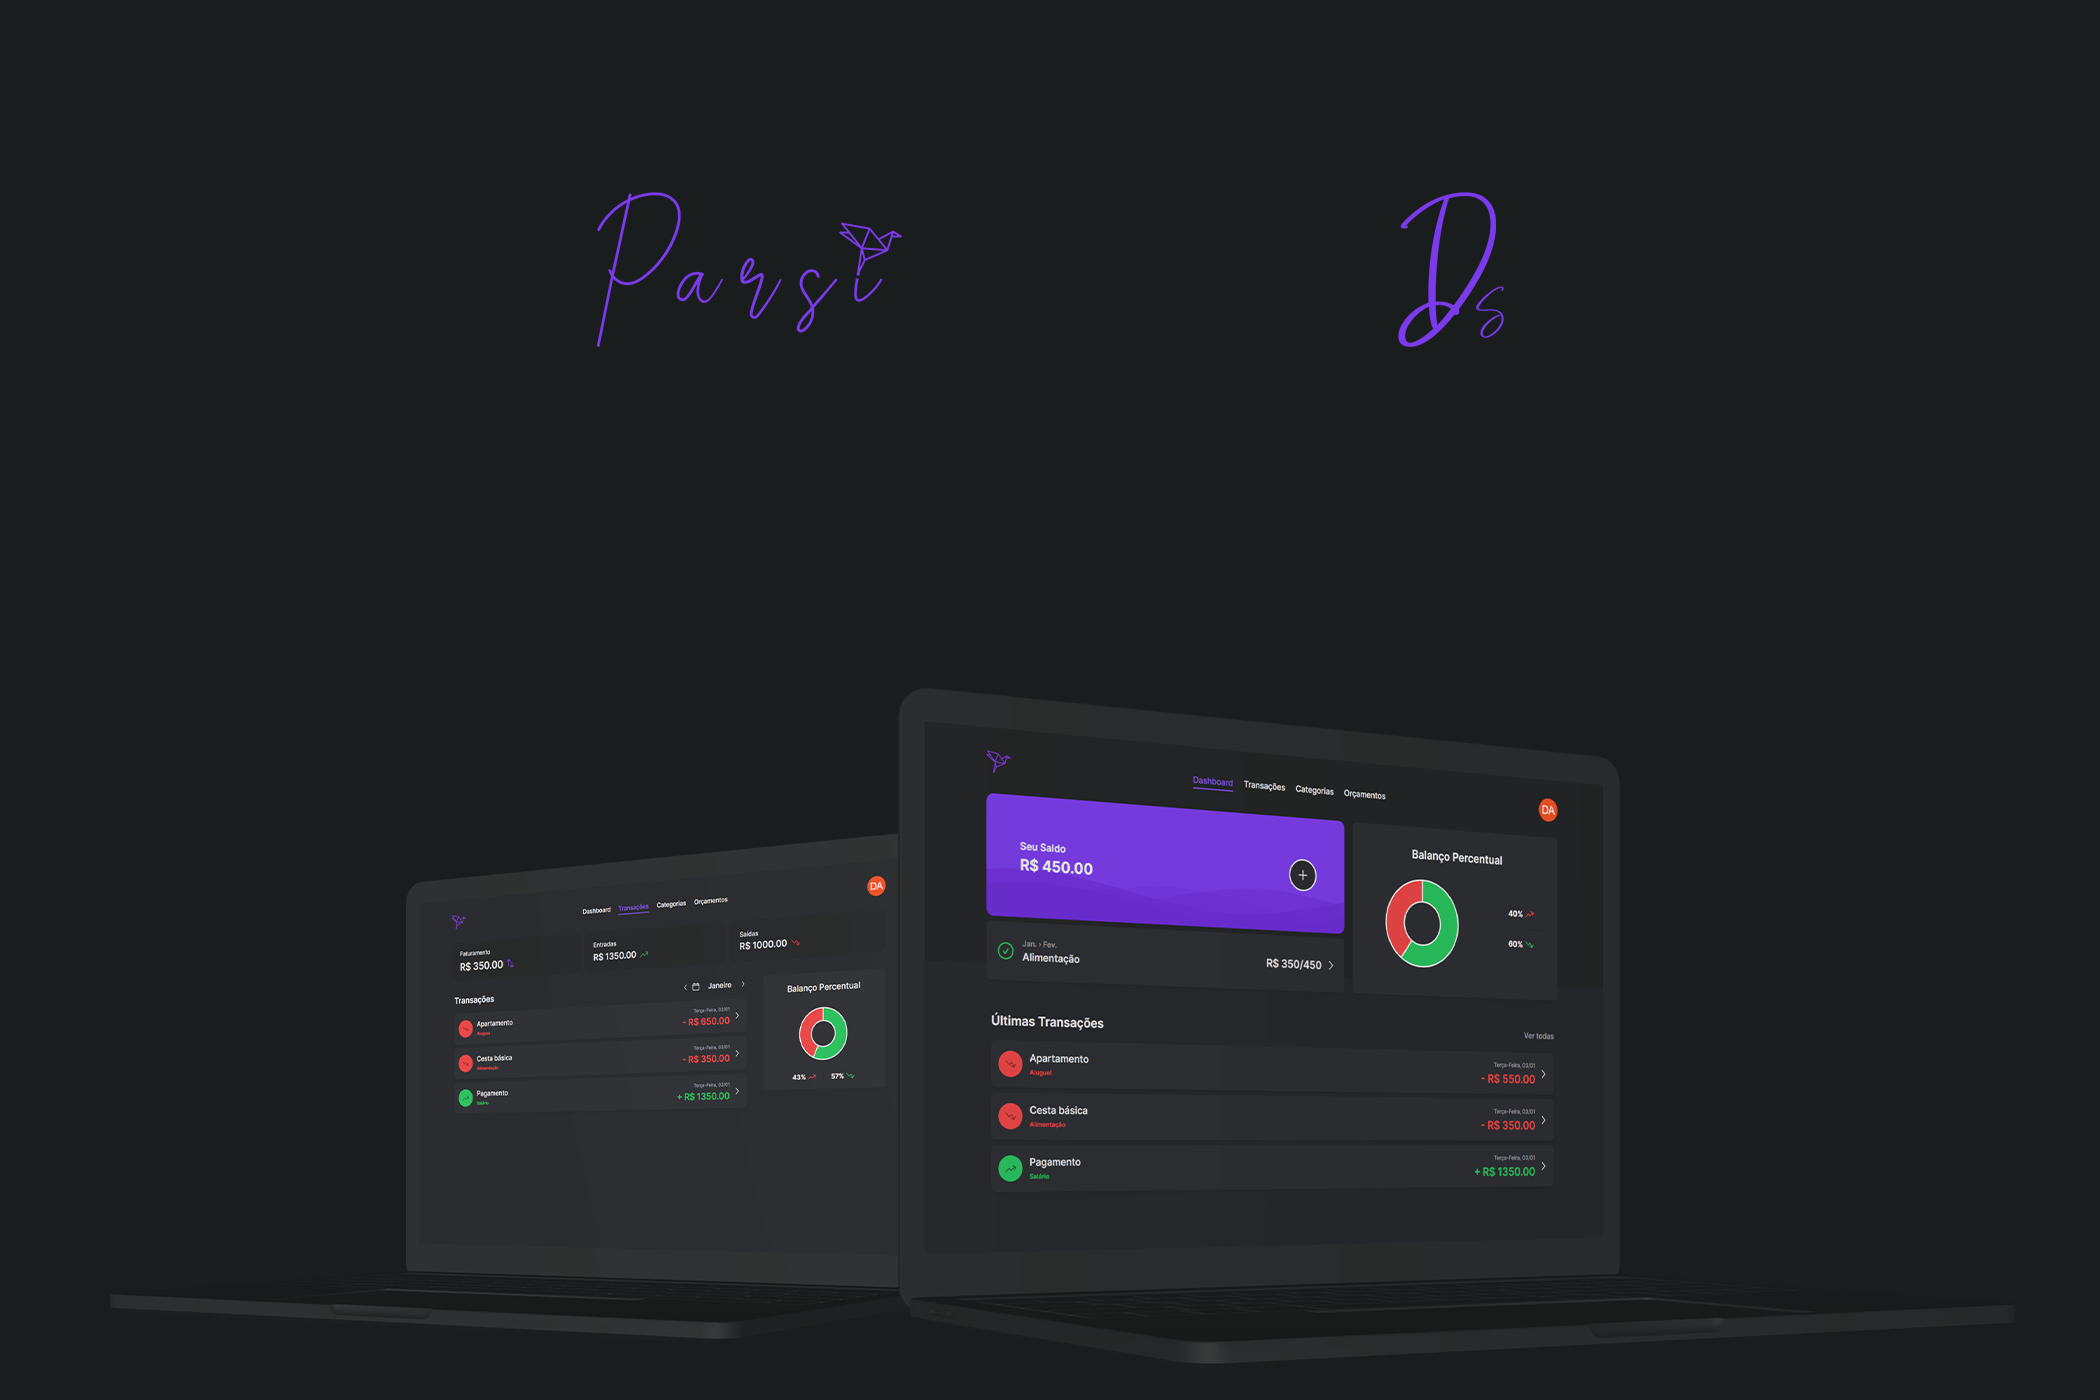 Parsi
Ds
Dashboard Transações Categorias Orçamentos
DA
Faturamento
R$ 350.00
Entradas
R$ 1350.00
Saídas
R$ 1000.00
Transações
Janeiro
Apartamento
Aluguel
Terça-Feira, 03/01
- R$ 650.00
Cesta básica
Alimentação
Terça-Feira, 03/01
- R$ 350.00
Pagamento
Salário
Terça-Feira, 03/01
+ R$ 1350.00
Balanço Percentual
43% 57%
Dashboard Transações Categorias Orçamentos
DA
Seu Saldo
R$ 450.00
+
Jan. › Fev.
Alimentação
R$ 350/450
Balanço Percentual
40%
60%
Últimas Transações
Ver todas
Apartamento
Aluguel
Terça-Feira, 03/01
- R$ 550.00
Cesta básica
Alimentação
Terça-Feira, 03/01
- R$ 350.00
Pagamento
Salário
Terça-Feira, 03/01
+ R$ 1350.00